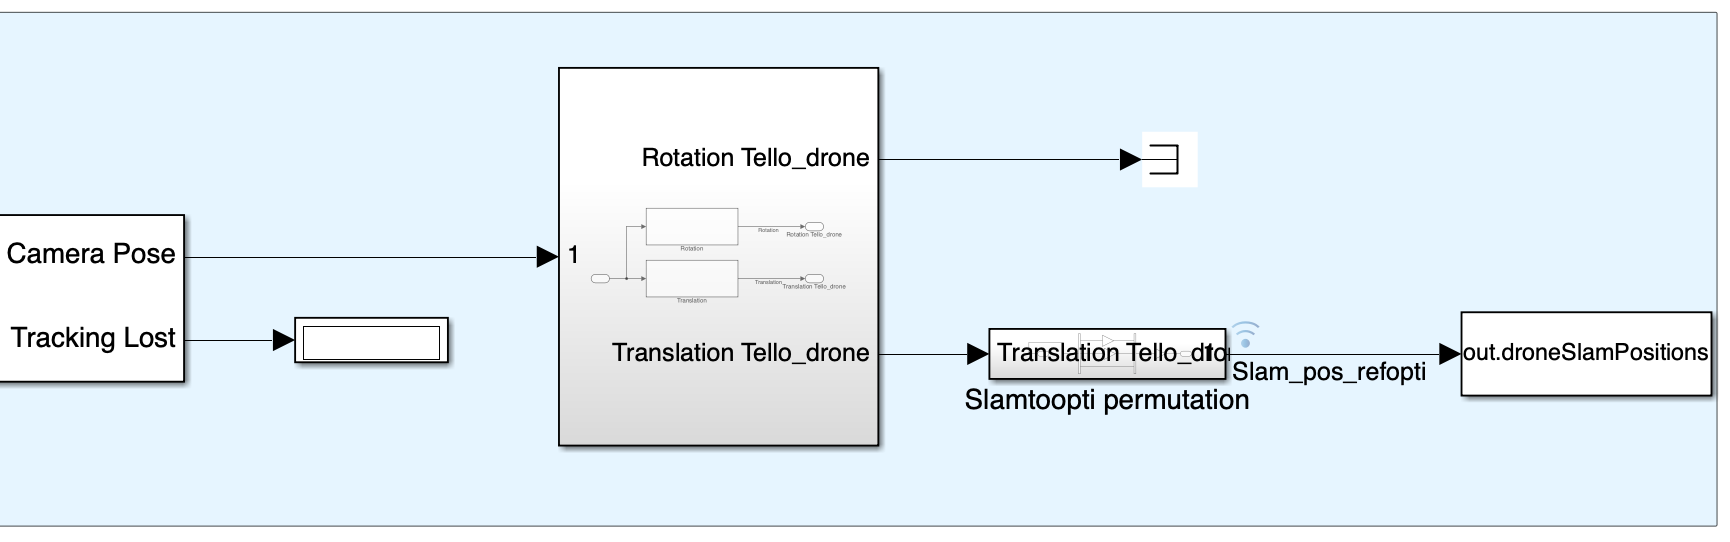 Rotation Tello_drone
Camera Pose
1
Rotation
Rotation Tello_drone
Rotation
Translation
Translation Tello_drone
Translation
Tracking Lost
Translation Tello_drone
Translation Tello_dro
1
out.droneSlamPositions
Slam_pos_refopti
Slamtoopti permutation